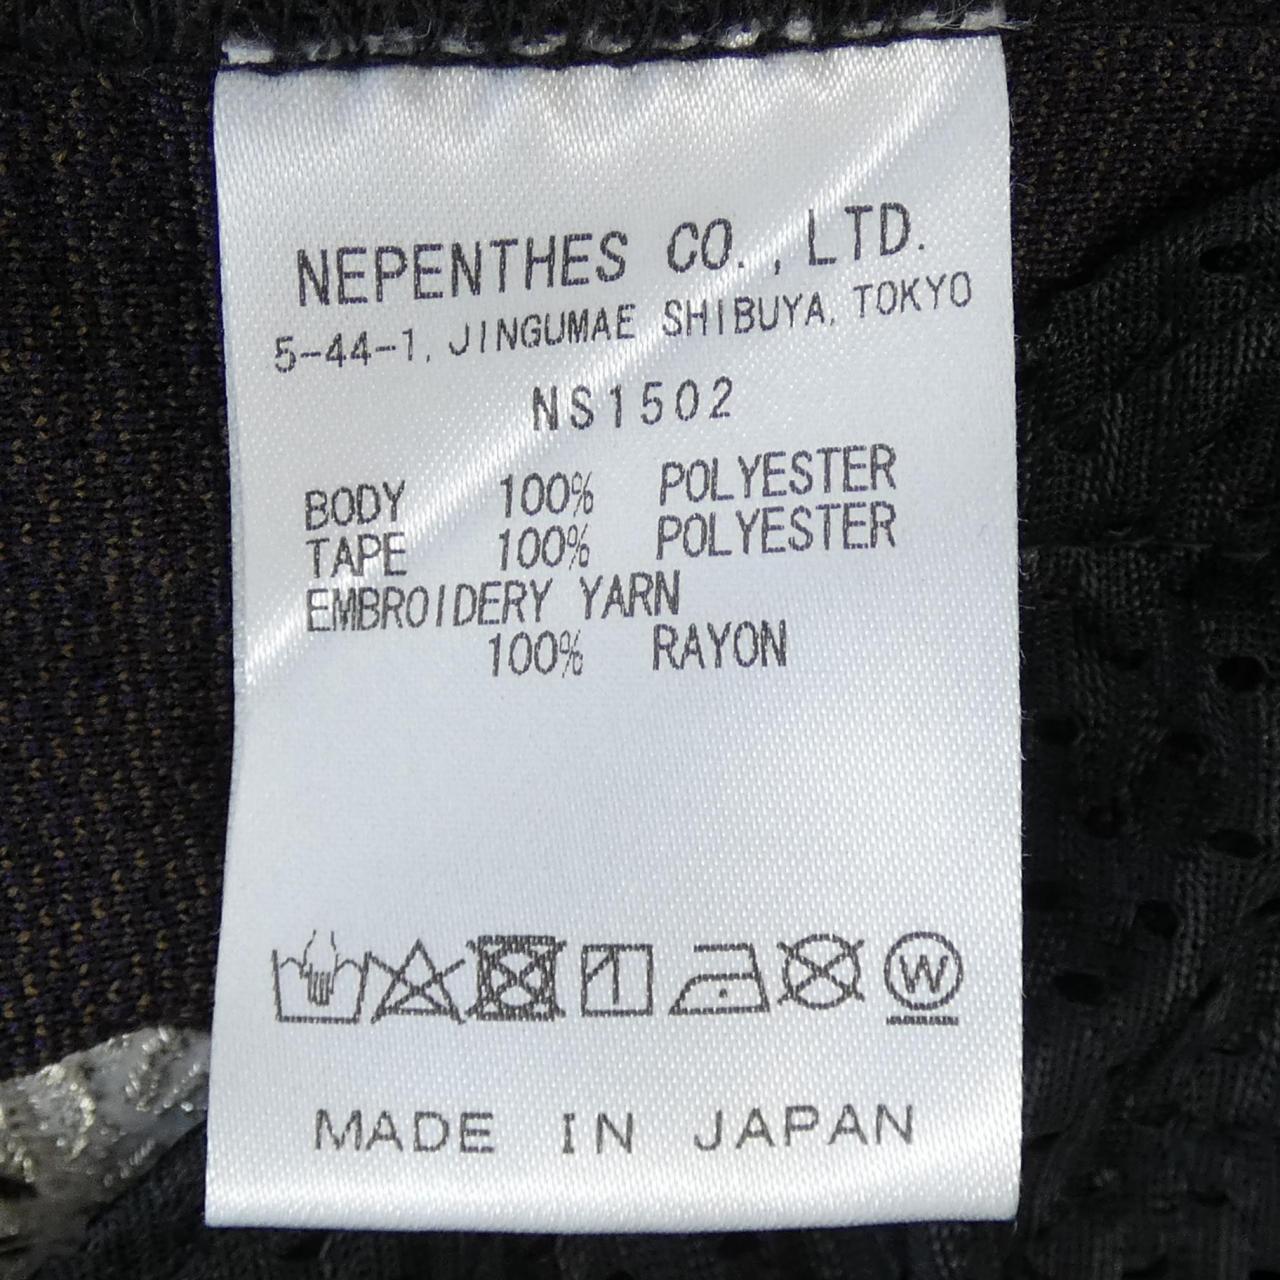 NEPENTHES CO., LTD.
5-44-1, JINGUMAE SHIBUYA, TOKYO
NS1502
BODY 100% POLYESTER
TAPE 100% POLYESTER
EMBROIDERY YARN
100% RAYON
W
MADE IN JAPAN